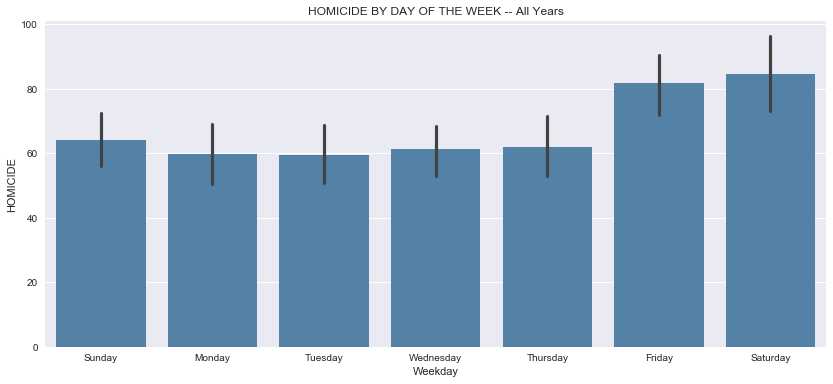 HOMICIDE BY DAY OF THE WEEK -- All Years
100
80
60
40
20
0
HOMICIDE
Sunday Monday Tuesday Wednesday Thursday Friday Saturday
Weekday